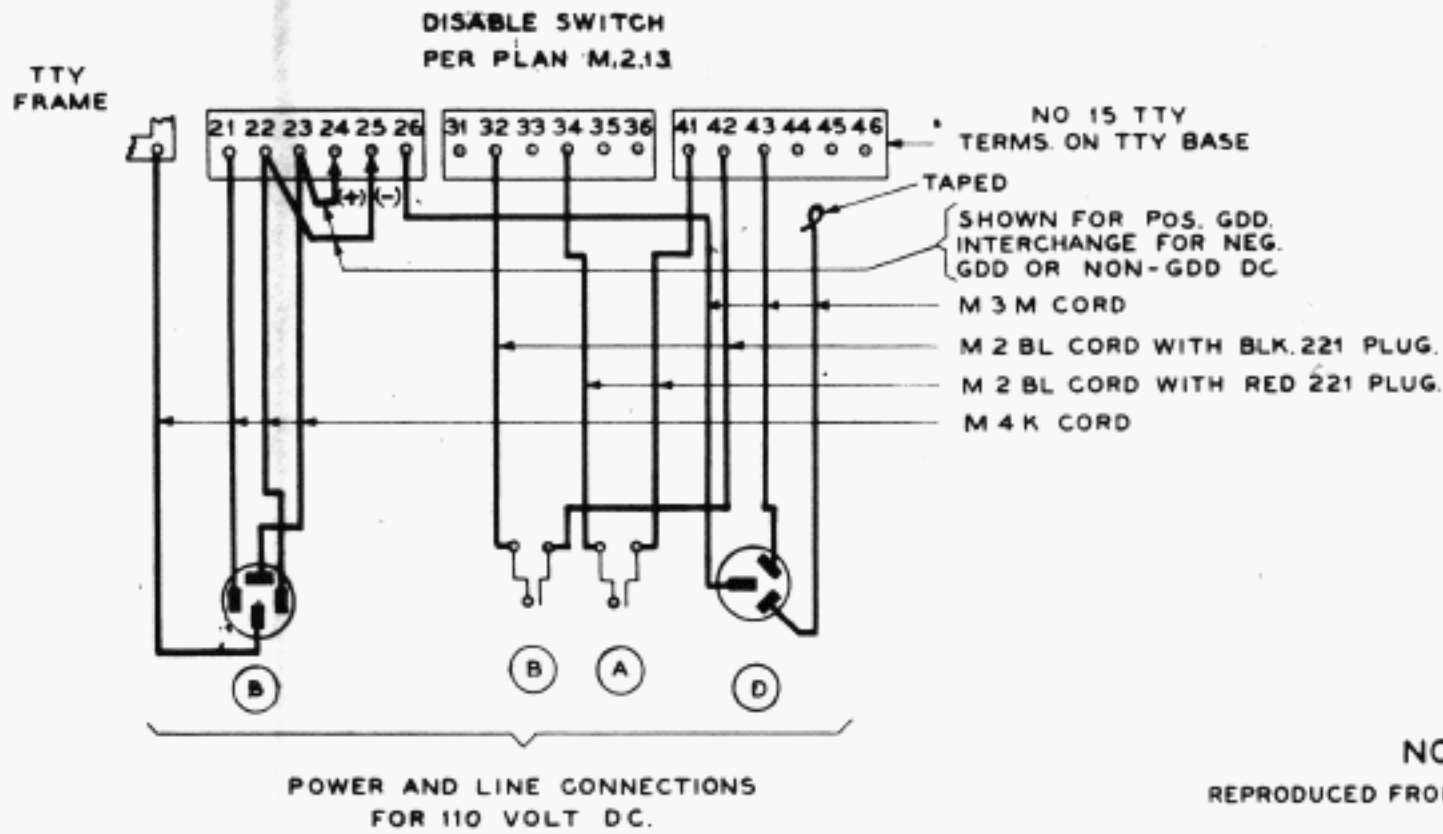 DISABLE SWITCH
PER PLAN M.2.13
TTY
FRAME
21 22 23 24 25 26
31 32 33 34 35 36
41 42 43 44 45 46
NO 15 TTY
TERMS. ON TTY BASE
(+) (-)
TAPED
SHOWN FOR POS. GDD.
INTERCHANGE FOR NEG.
GDD OR NON-GDD DC
M 3 M CORD
M 2 BL CORD WITH BLK. 221 PLUG.
M 2 BL CORD WITH RED 221 PLUG.
M 4 K CORD
B
B
A
D
POWER AND LINE CONNECTIONS
FOR 110 VOLT DC.